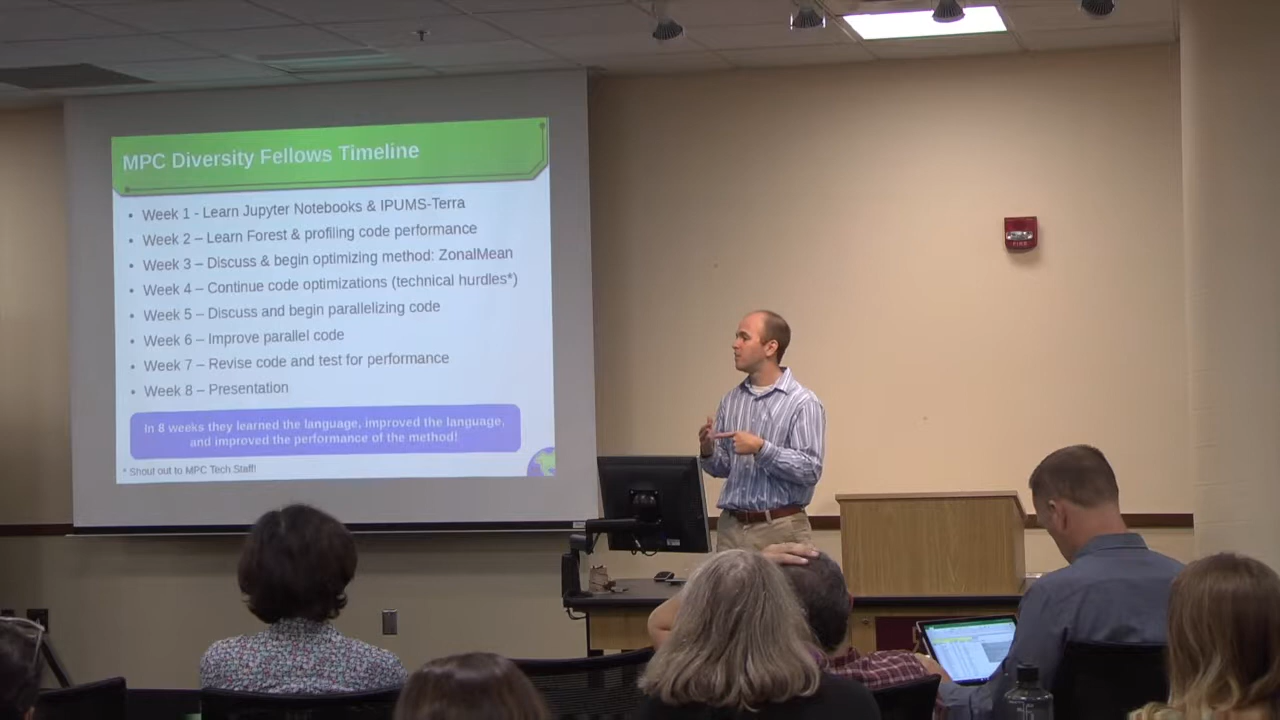 MPC Diversity Fellows Timeline
• Week 1 - Learn Jupyter Notebooks & IPUMS-Terra
• Week 2 – Learn Forest & profiling code performance
• Week 3 – Discuss & begin optimizing method: ZonalMean
• Week 4 – Continue code optimizations (technical hurdles*)
• Week 5 – Discuss and begin parallelizing code
• Week 6 – Improve parallel code
• Week 7 – Revise code and test for performance
• Week 8 – Presentation
In 8 weeks they learned the language, improved the language,
and improved the performance of the method!
* Shout out to MPC Tech Staff!
FIRE